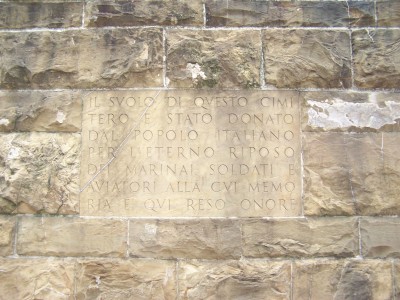 IL SVOLO DI QVESTO CIMI
TERO E STATO DONATO
DAL POPOLO ITALIANO
PER L'ETERNO RIPOSO
DEI MARINAI SOLDATI E
AVIATORI ALLA CVI MEMO
RIA E QVI RESO ONORE